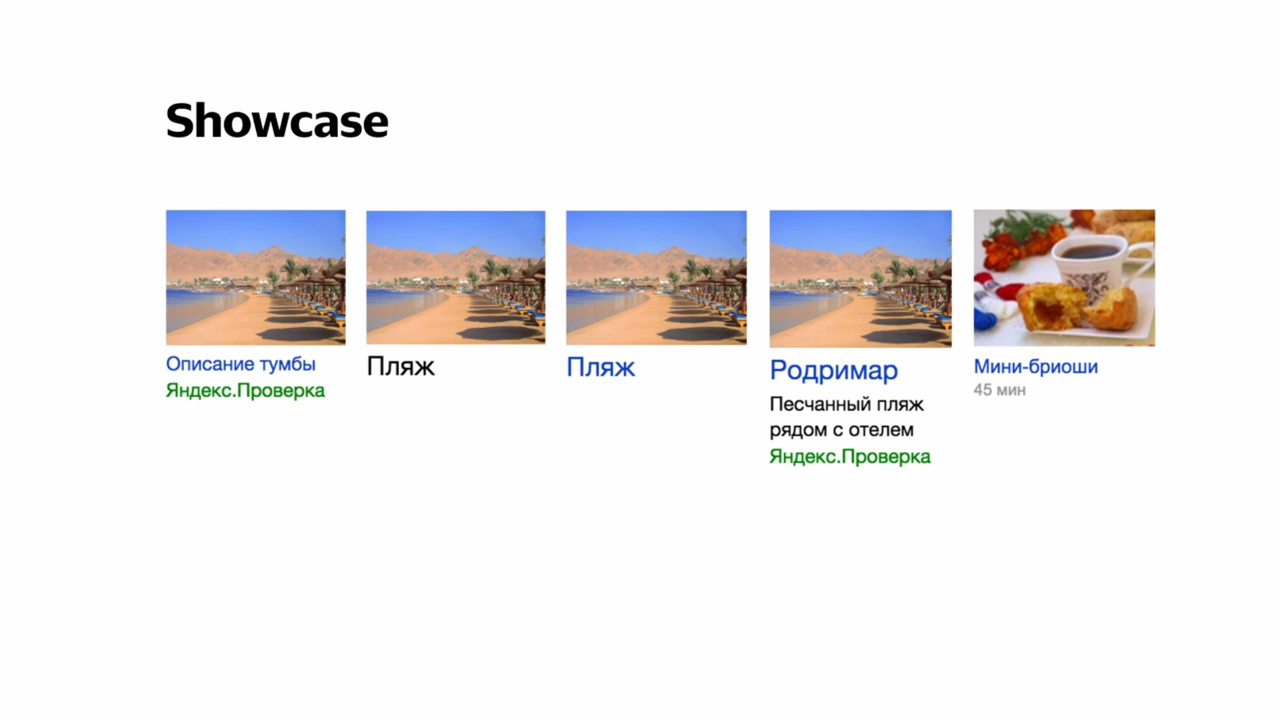 Showcase
Описание тумбы
Яндекс.Проверка
Пляж
Пляж
Родримар
Песчанный пляж
рядом с отелем
Яндекс.Проверка
Мини-бриоши
45 мин